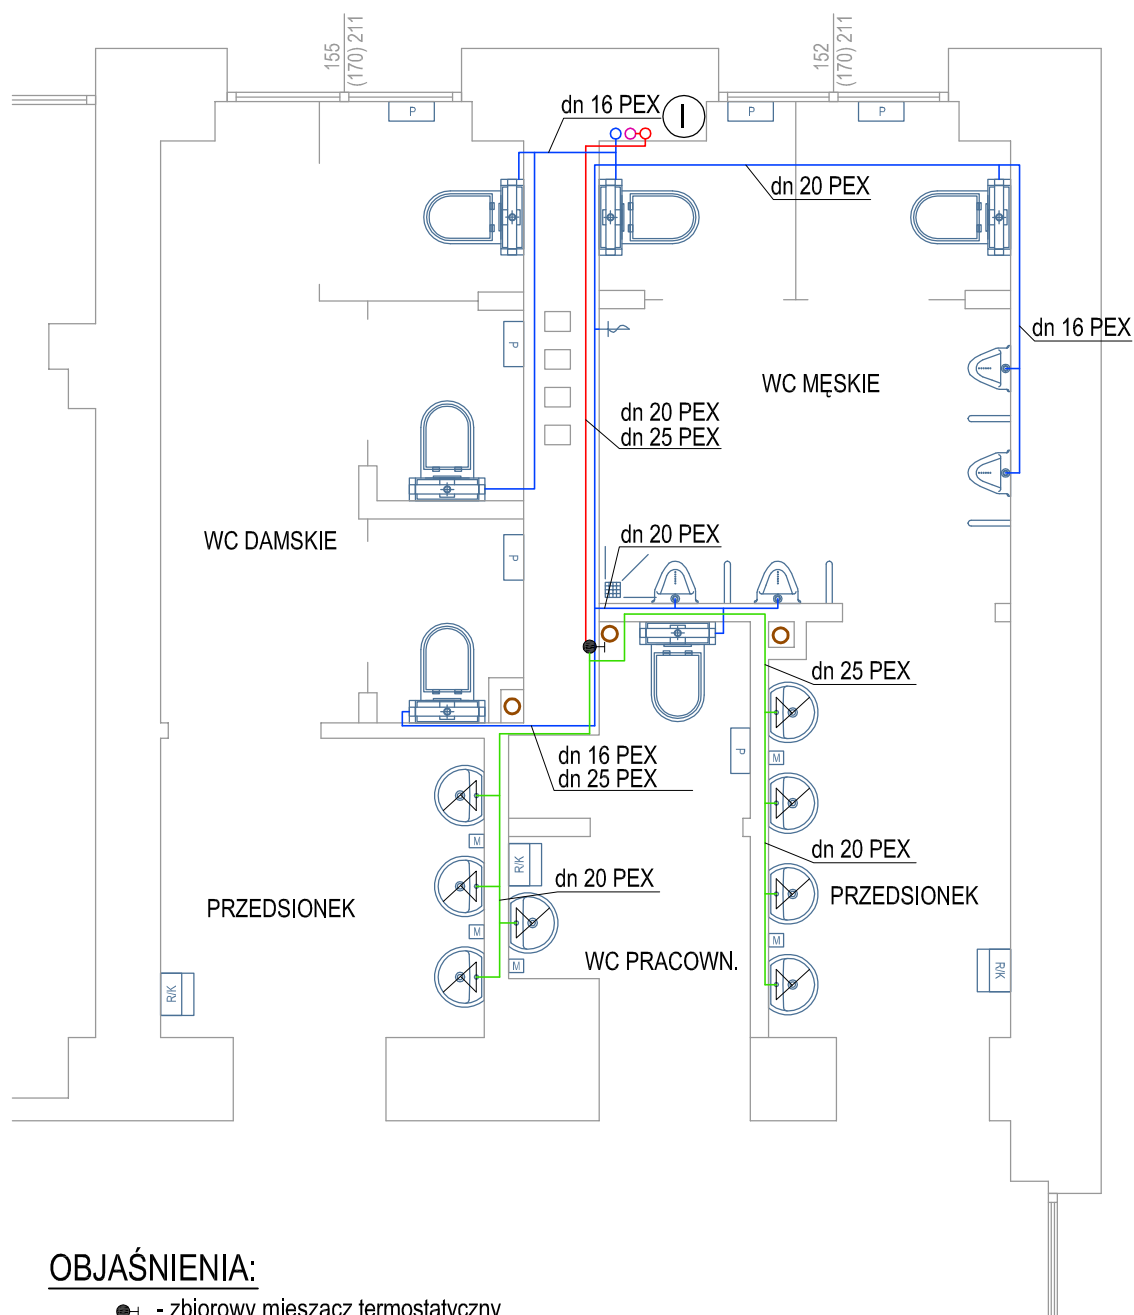 155
(170) 211
152
(170) 211
P
dn 16 PEX
I
P
P
dn 20 PEX
dn 16 PEX
P
WC MĘSKIE
dn 20 PEX
dn 25 PEX
WC DAMSKIE
dn 20 PEX
P
dn 25 PEX
P
dn 16 PEX
dn 25 PEX
M
M
dn 20 PEX
R/K
dn 20 PEX
PRZEDSIONEK
PRZEDSIONEK
M
M
M
WC PRACOWN.
M
R/K
R/K
OBJAŚNIENIA:
- zbiorowy mieszacz termostatyczny